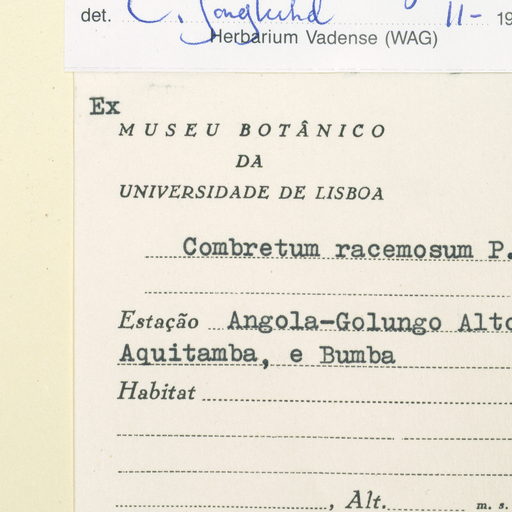 det. C. Jongkind 11- 19
Herbarium Vadense (WAG)
Ex
MUSEU BOTÂNICO
DA
UNIVERSIDADE DE LISBOA
Combretum racemosum P.
Estação Angola-Golungo Alto
Aquitamba, e Bumba
Habitat
, Alt. m. s.